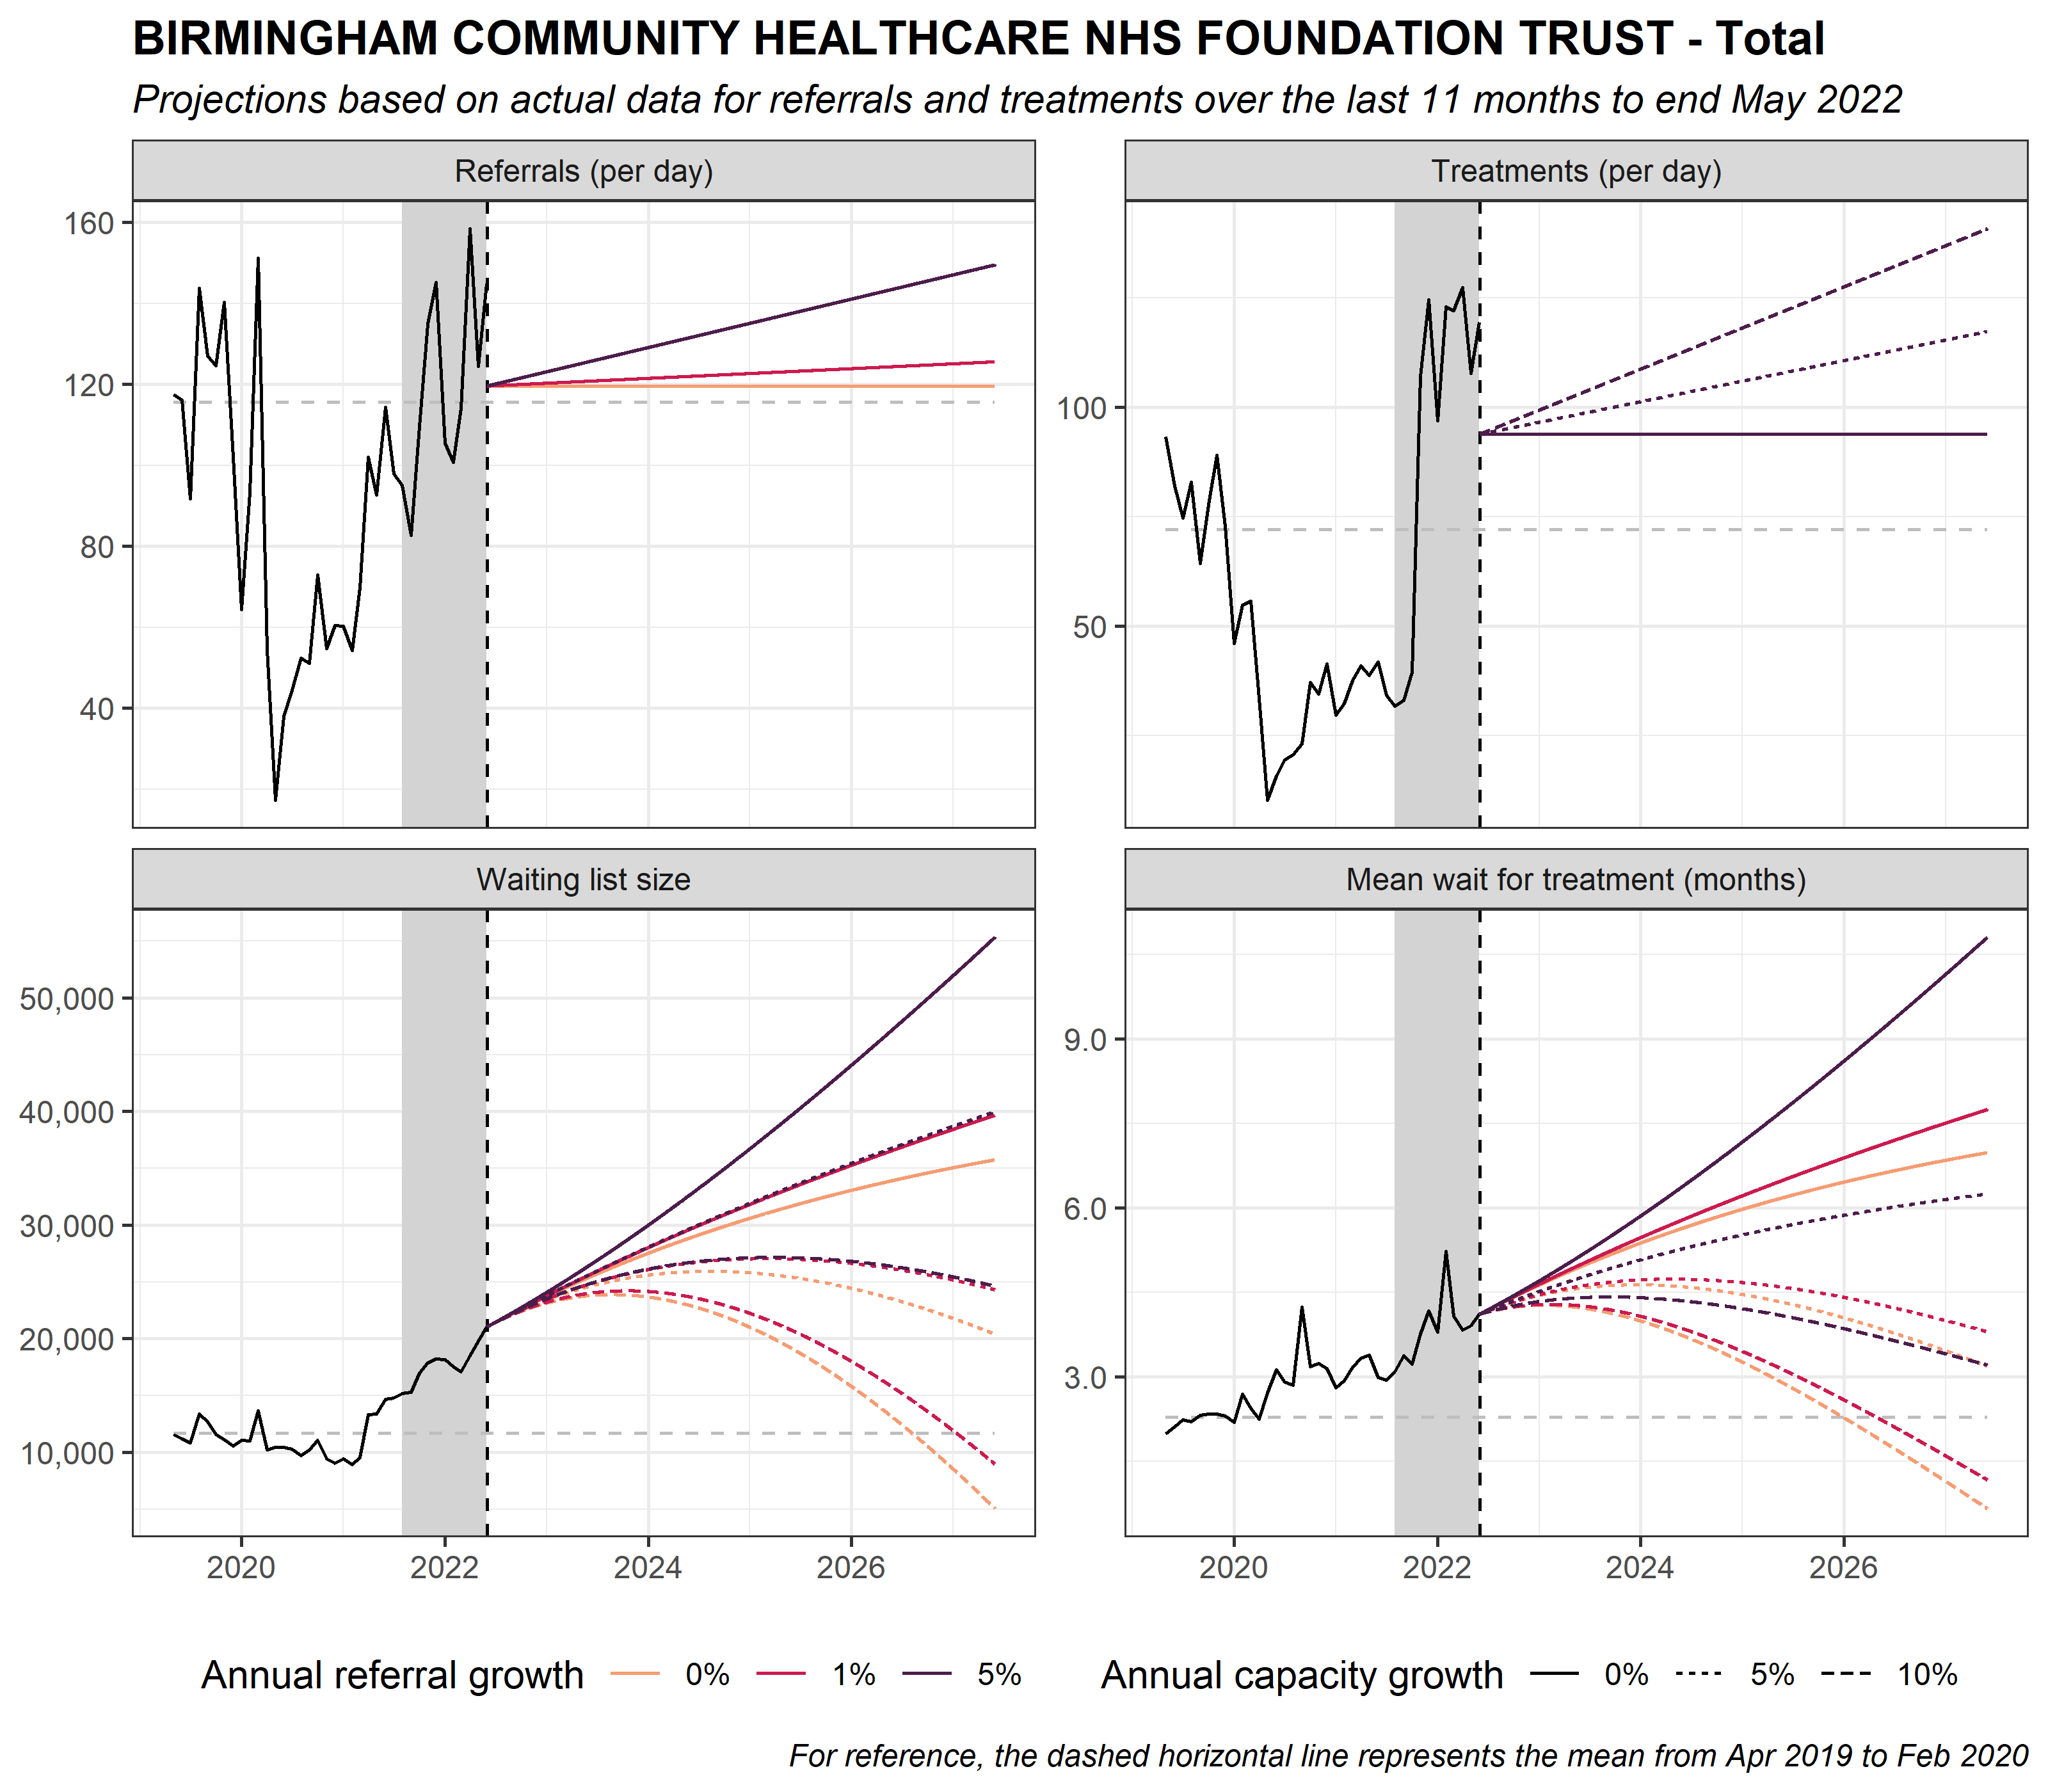 BIRMINGHAM COMMUNITY HEALTHCARE NHS FOUNDATION TRUST - Total
Projections based on actual data for referrals and treatments over the last 11 months to end May 2022
Referrals (per day)
160
120
80
40
Treatments (per day)
100
50
Waiting list size
50,000
40,000
30,000
20,000
10,000
2020 2022 2024 2026
Mean wait for treatment (months)
9.0
6.0
3.0
2020 2022 2024 2026
Annual referral growth 0% 1% 5%
Annual capacity growth 0% 5% 10%
For reference, the dashed horizontal line represents the mean from Apr 2019 to Feb 2020